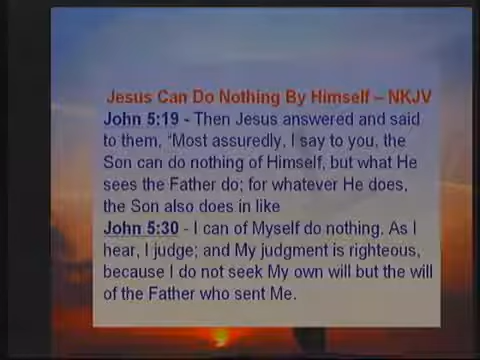 Jesus Can Do Nothing By Himself – NKJV
John 5:19 - Then Jesus answered and said
to them, “Most assuredly, I say to you, the
Son can do nothing of Himself, but what He
sees the Father do; for whatever He does,
the Son also does in like
John 5:30 - I can of Myself do nothing. As I
hear, I judge; and My judgment is righteous,
because I do not seek My own will but the will
of the Father who sent Me.